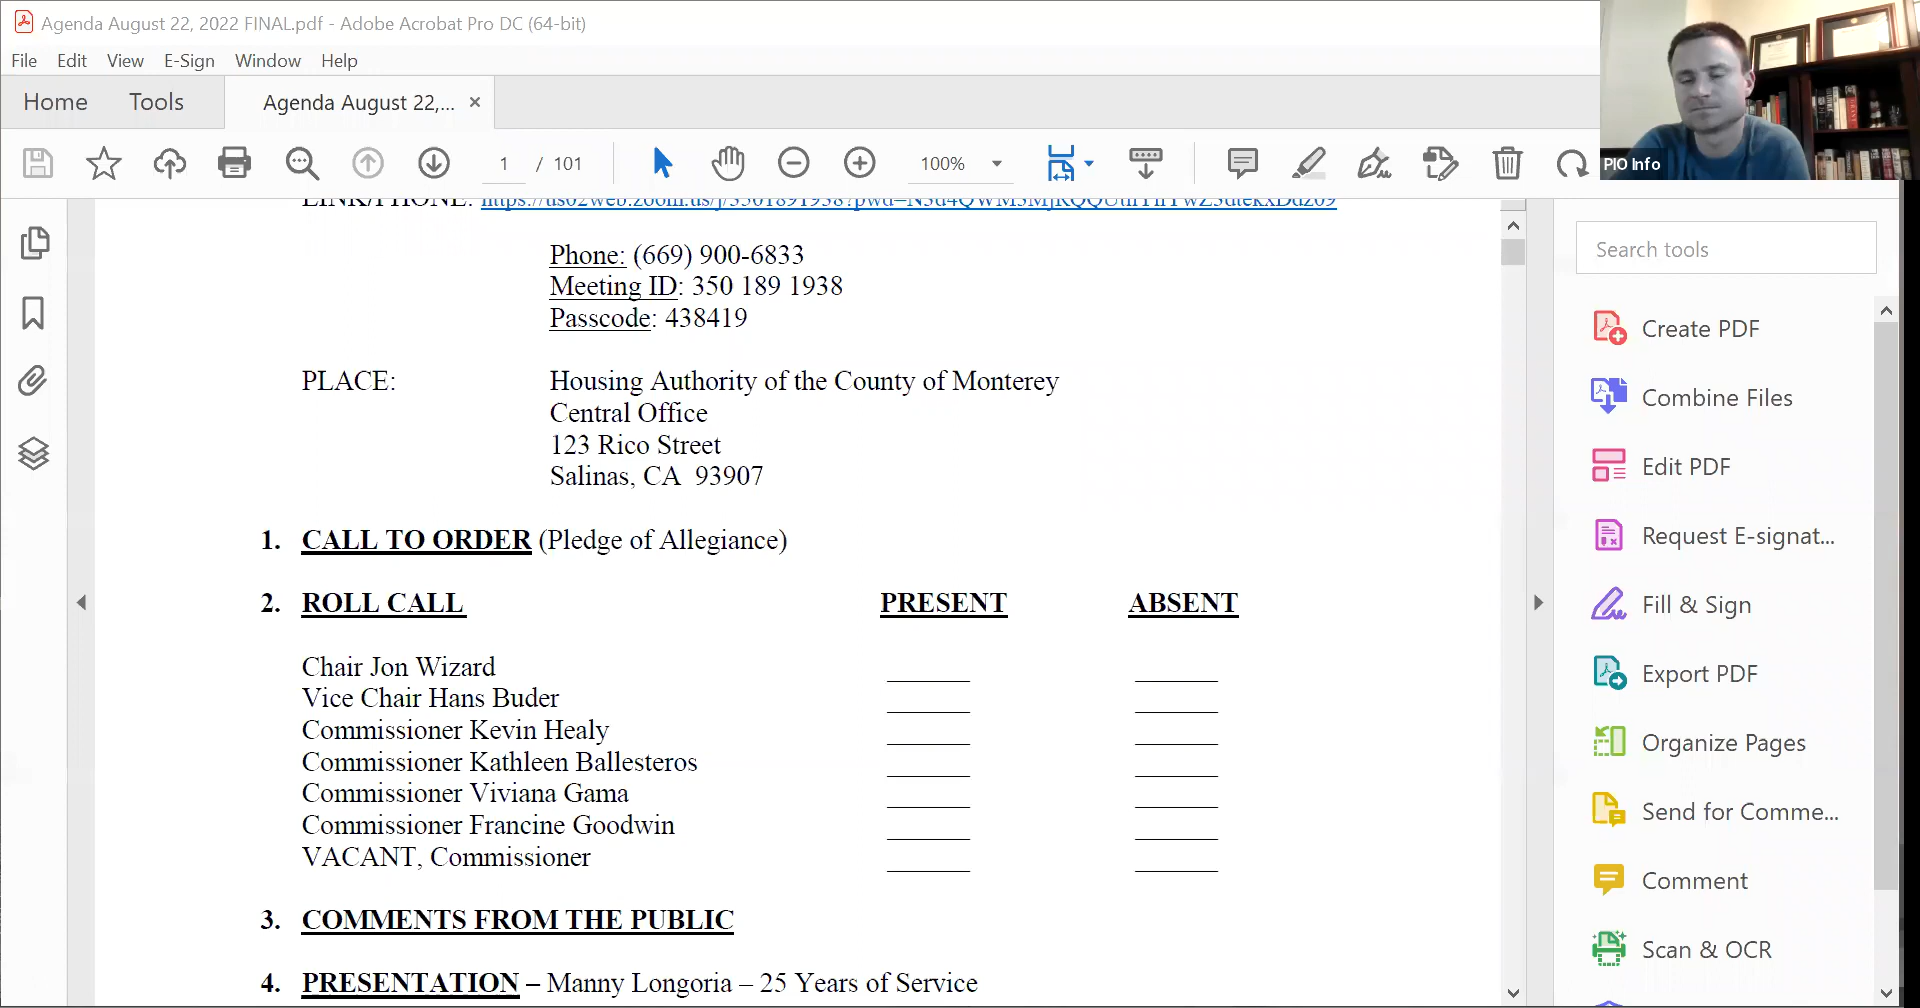 Agenda August 22, 2022 FINAL.pdf - Adobe Acrobat Pro DC (64-bit)
File Edit View E-Sign Window Help
Home Tools Agenda August 22,... ×
1 / 101 100%
PIO Info
LINK/PHONE:
Phone: (669) 900-6833
Meeting ID: 350 189 1938
Passcode: 438419
PLACE: Housing Authority of the County of Monterey
Central Office
123 Rico Street
Salinas, CA 93907
1. CALL TO ORDER (Pledge of Allegiance)
2. ROLL CALL PRESENT ABSENT
Chair Jon Wizard
Vice Chair Hans Buder
Commissioner Kevin Healy
Commissioner Kathleen Ballesteros
Commissioner Viviana Gama
Commissioner Francine Goodwin
VACANT, Commissioner
3. COMMENTS FROM THE PUBLIC
4. PRESENTATION – Manny Longoria – 25 Years of Service
Search tools
Create PDF
Combine Files
Edit PDF
Request E-signat...
Fill & Sign
Export PDF
Organize Pages
Send for Comme...
Comment
Scan & OCR